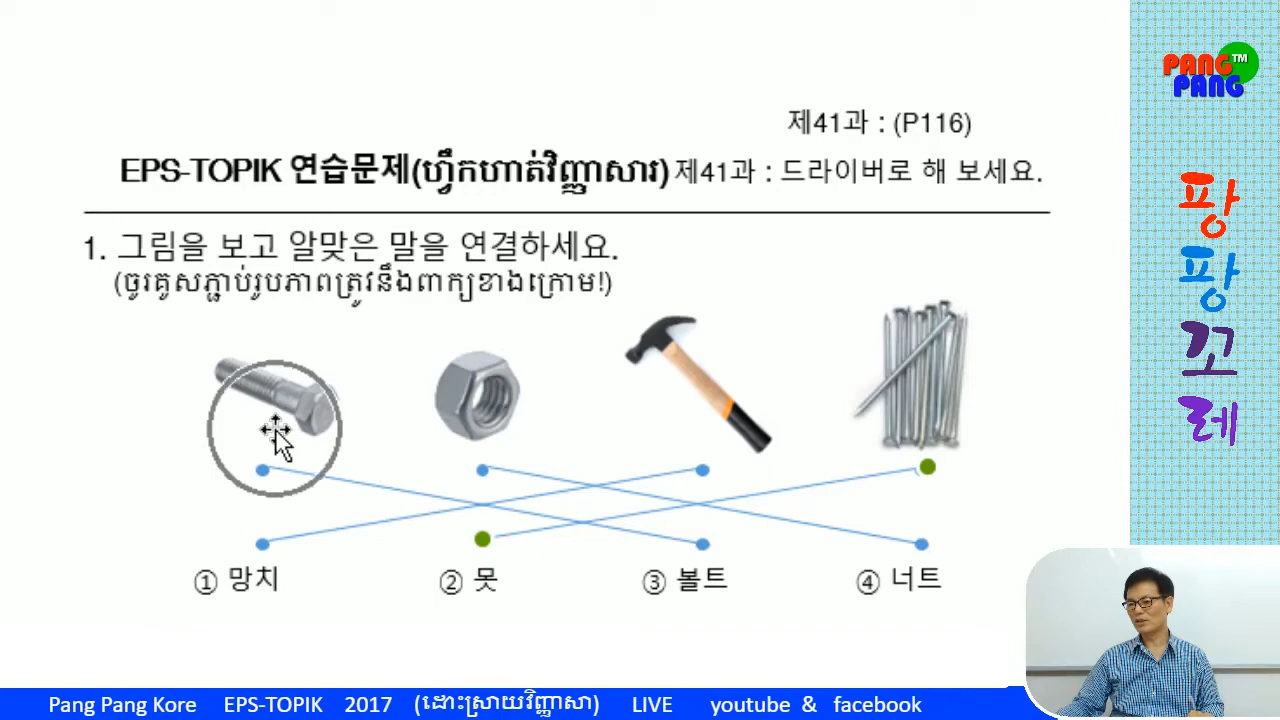 제41과 : (P116)
EPS-TOPIK 연습문제(ហ្វឹកហាត់វិញ្ញាសារ) 제41과 : 드라이버로 해 보세요.
1. 그림을 보고 알맞은 말을 연결하세요.
(ចូរគូសភ្ជាប់រូបភាពត្រូវនឹងពាក្យខាងក្រោម!)
① 망치 ② 못 ③ 볼트 ④ 너트
PANG TM
PANG
팡
팡
꼬
레
Pang Pang Kore EPS-TOPIK 2017 (ដោះស្រាយវិញ្ញាសា) LIVE youtube & facebook